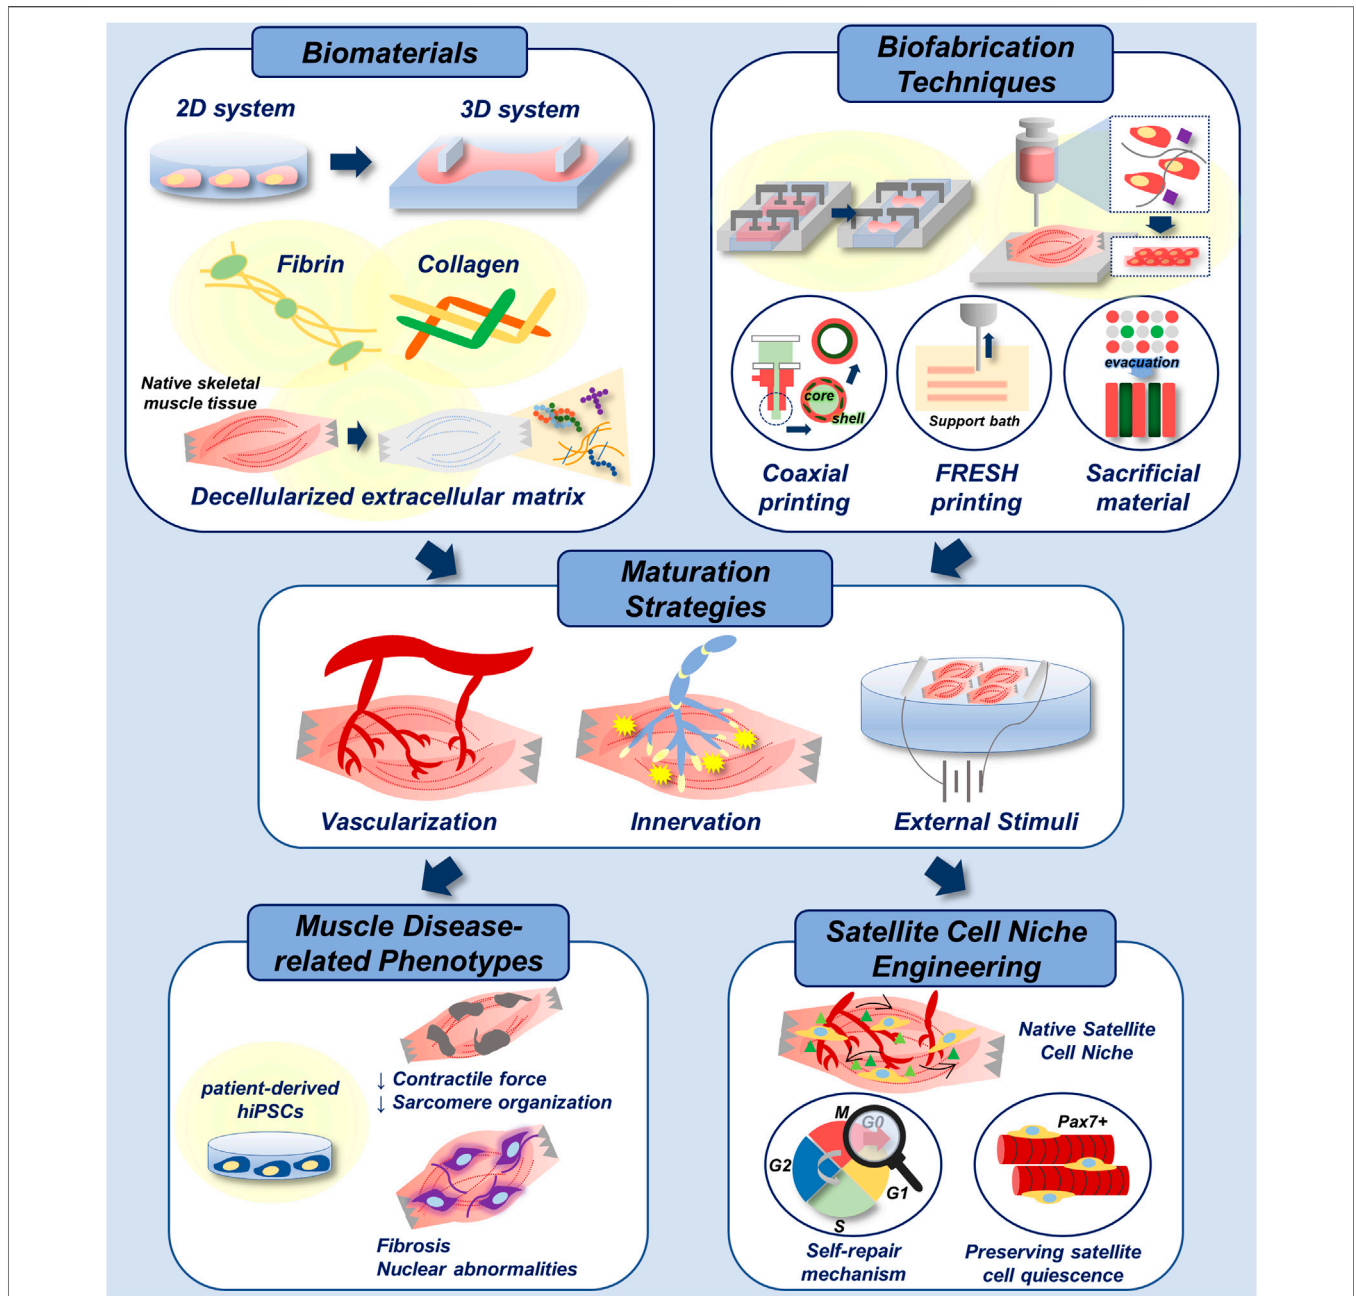 Biomaterials
2D system
3D system
Fibrin
Collagen
Native skeletal
muscle tissue
Decellularized extracellular matrix
Biofabrication
Techniques
core
shell
Support bath
evacuation
Coaxial
printing
FRESH
printing
Sacrificial
material
Maturation
Strategies
Vascularization
Innervation
External Stimuli
Muscle Disease-
related Phenotypes
patient-derived
hiPSCs
↓ Contractile force
↓ Sarcomere organization
Fibrosis
Nuclear abnormalities
Satellite Cell Niche
Engineering
Native Satellite
Cell Niche
M
G0
G2
G1
S
Self-repair
mechanism
Pax7+
Preserving satellite
cell quiescence